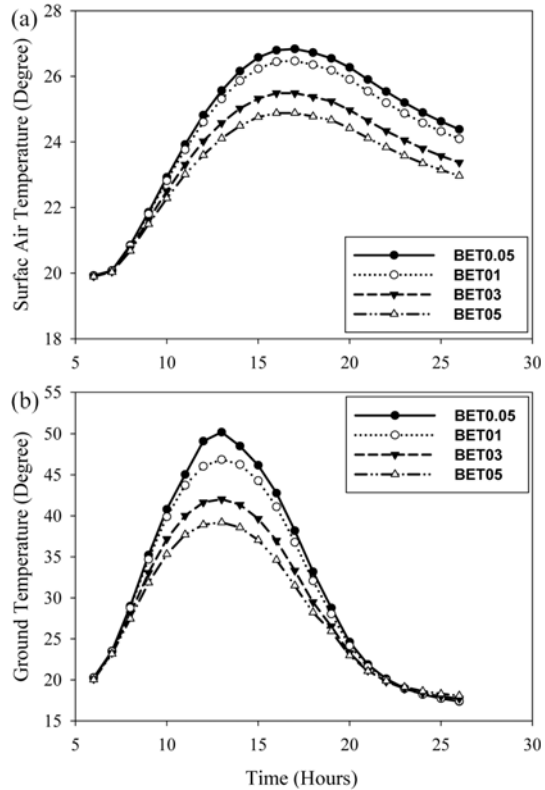 (a)
Surfac Air Temperature (Degree)
28
26
24
22
20
18
BET0.05
BET01
BET03
BET05
5 10 15 20 25 30
(b)
Ground Temperature (Degree)
55
50
45
40
35
30
25
20
15
10
BET0.05
BET01
BET03
BET05
5 10 15 20 25 30
Time (Hours)